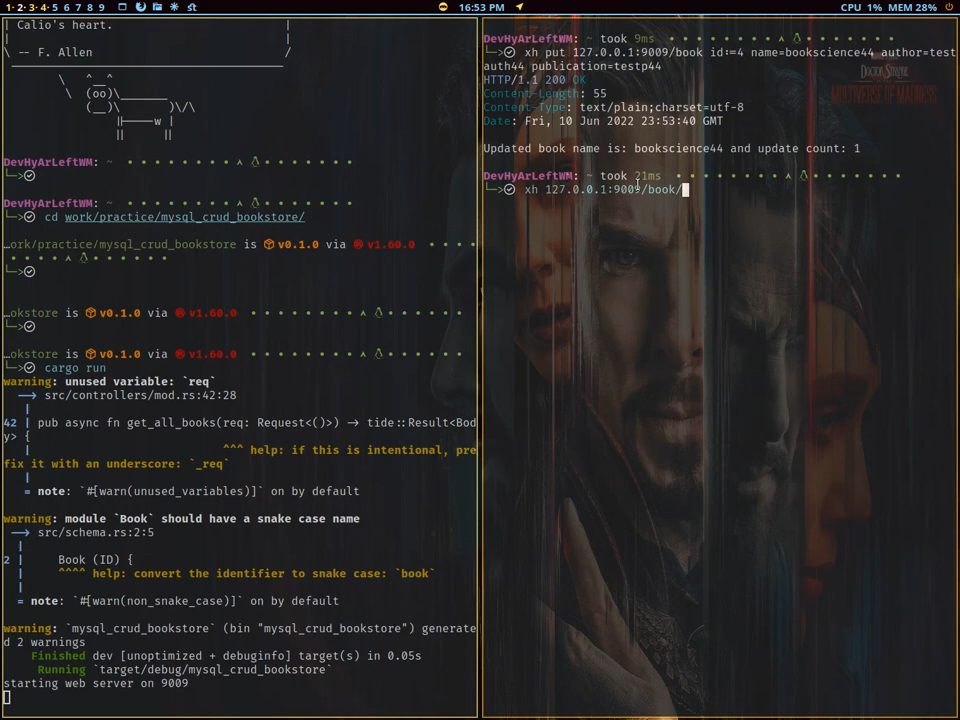 1· 2· 3· 4· 5 6 7 8 9
16:53 PM
CPU 1% MEM 28%
| Calio's heart. |
| |
\ -- F. Allen /
\ ^__^
\ (oo)\_______
(__)\ )\/\
||----w |
|| ||
DevHyArLeftWM: ~
└─>
DevHyArLeftWM: ~
└─> cd work/practice/mysql_crud_bookstore/
…ork/practice/mysql_crud_bookstore is v0.1.0 via v1.60.0
└─>
…okstore is v0.1.0 via v1.60.0
└─>
…okstore is v0.1.0 via v1.60.0
└─> cargo run
warning: unused variable: `req`
--> src/controllers/mod.rs:42:28
|
42 | pub async fn get_all_books(req: Request<()>) -> tide::Result<Bod
y> {
| ^^^ help: if this is intentional, pre
fix it with an underscore: `_req`
|
= note: `#[warn(unused_variables)]` on by default
warning: module `Book` should have a snake case name
--> src/schema.rs:2:5
|
2 | Book (ID) {
| ^^^^ help: convert the identifier to snake case: `book`
|
= note: `#[warn(non_snake_case)]` on by default
warning: `mysql_crud_bookstore` (bin "mysql_crud_bookstore") generate
d 2 warnings
Finished dev [unoptimized + debuginfo] target(s) in 0.05s
Running `target/debug/mysql_crud_bookstore`
starting web server on 9009
DevHyArLeftWM: ~ took 9ms
└─> xh put 127.0.0.1:9009/book id:=4 name=bookscience44 author=test
auth44 publication=testp44
HTTP/1.1 200 OK
Content-Length: 55
Content-Type: text/plain;charset=utf-8
Date: Fri, 10 Jun 2022 23:53:40 GMT
Updated book name is: bookscience44 and update count: 1
DevHyArLeftWM: ~ took 21ms
└─> xh 127.0.0.1:9009/book/
DOCTOR STRANGE
MULTIVERSE OF MADNESS